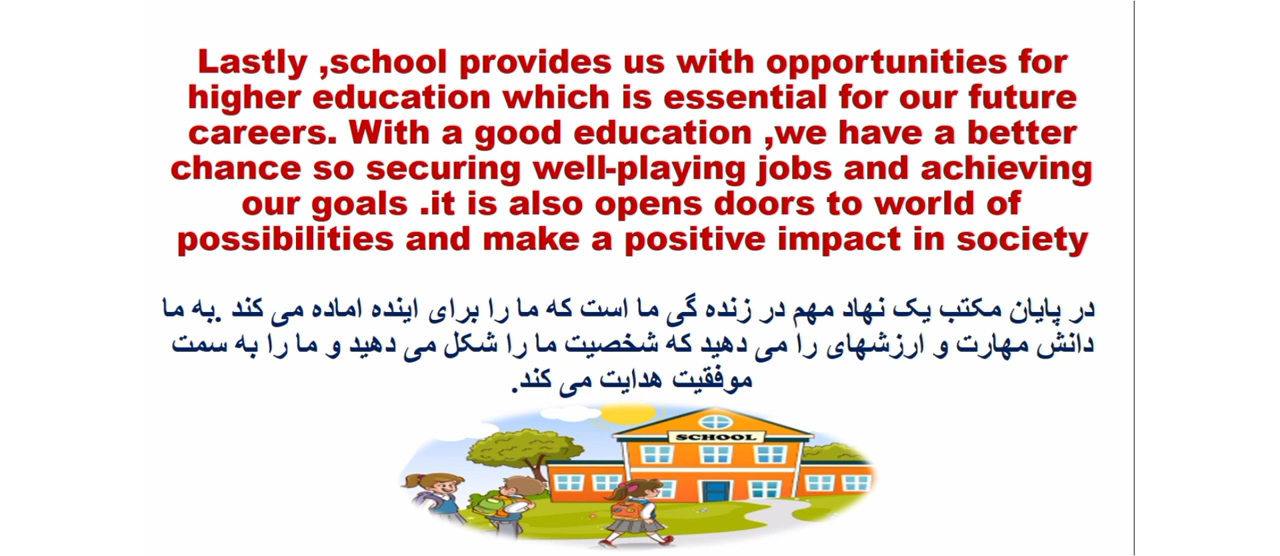 Lastly ,school provides us with opportunities for
higher education which is essential for our future
careers. With a good education ,we have a better
chance so securing well-playing jobs and achieving
our goals .it is also opens doors to world of
possibilities and make a positive impact in society
در پایان مکتب یک نهاد مهم در زنده گی ما است که ما را برای اینده اماده می کند .به ما
دانش مهارت و ارزشهای را می دهید که شخصیت ما را شکل می دهید و ما را به سمت
موفقیت هدایت می کند.
SCHOOL